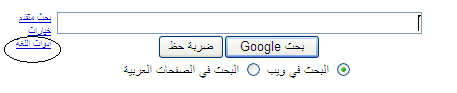 بحث متقدم
خيارات
أدوات اللغة
بحث Google ضربة حظ
البحث في ويب البحث في الصفحات العربية